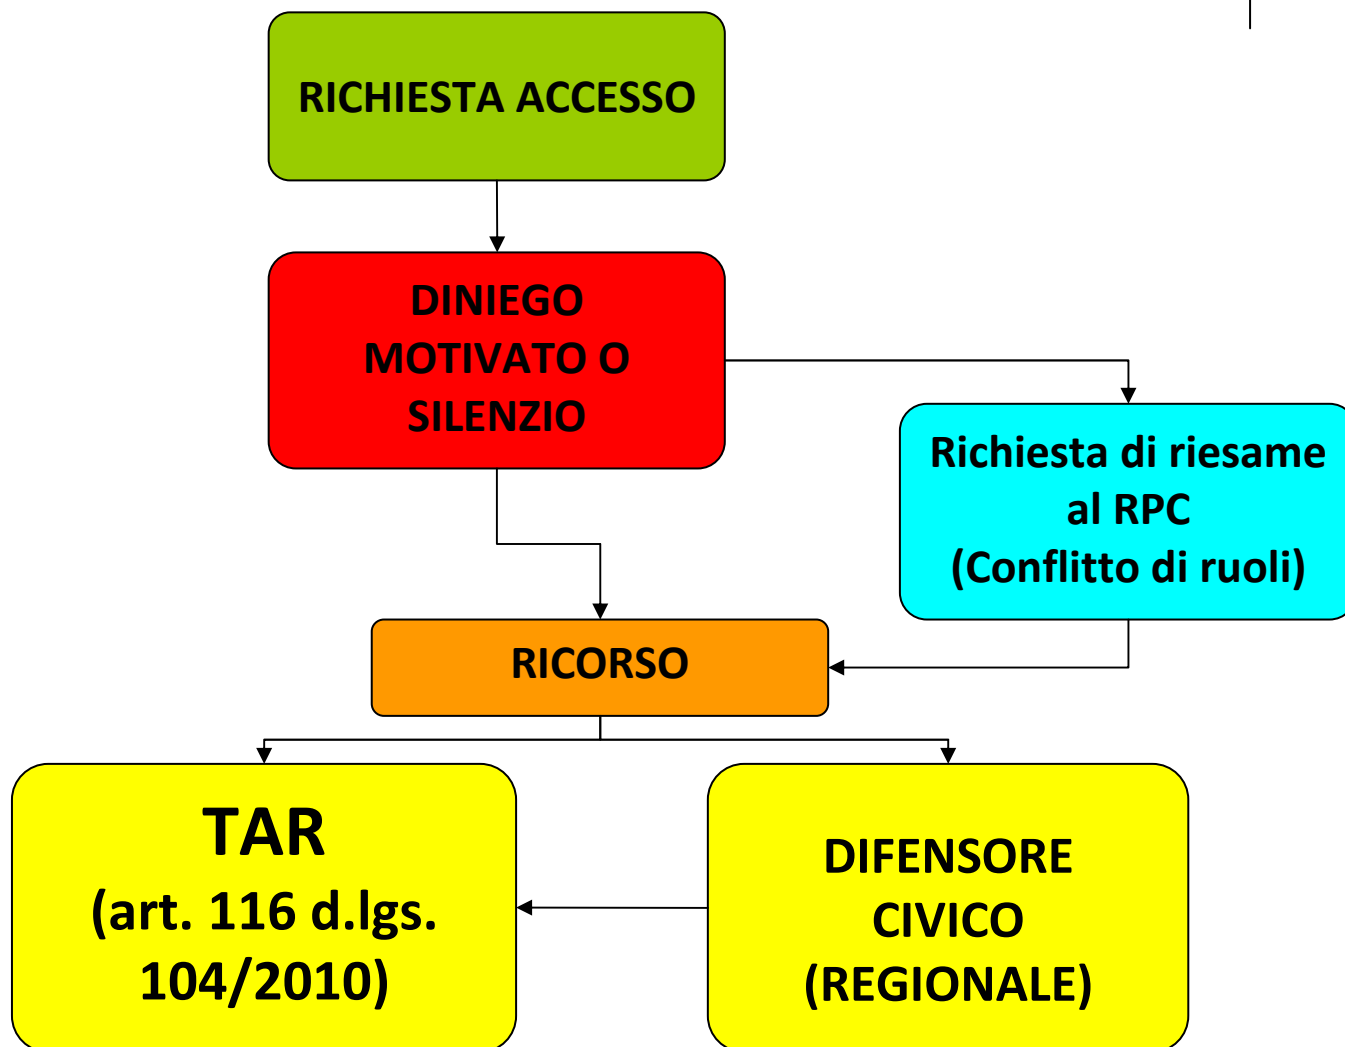 RICHIESTA ACCESSO
DINIEGO
MOTIVATO O
SILENZIO
Richiesta di riesame
al RPC
(Conflitto di ruoli)
RICORSO
TAR
(art. 116 d.lgs.
104/2010)
DIFENSORE
CIVICO
(REGIONALE)